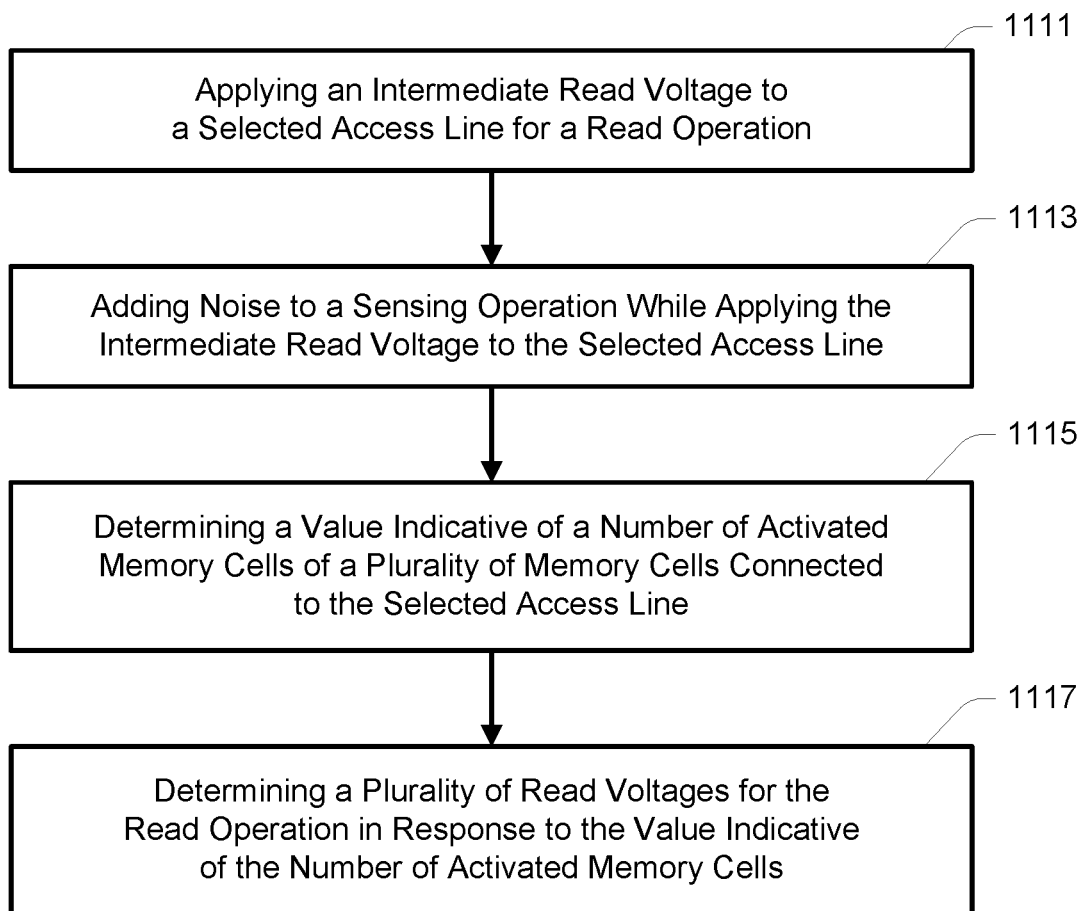 1111
Applying an Intermediate Read Voltage to
a Selected Access Line for a Read Operation
1113
Adding Noise to a Sensing Operation While Applying the
Intermediate Read Voltage to the Selected Access Line
1115
Determining a Value Indicative of a Number of Activated
Memory Cells of a Plurality of Memory Cells Connected
to the Selected Access Line
1117
Determining a Plurality of Read Voltages for the
Read Operation in Response to the Value Indicative
of the Number of Activated Memory Cells